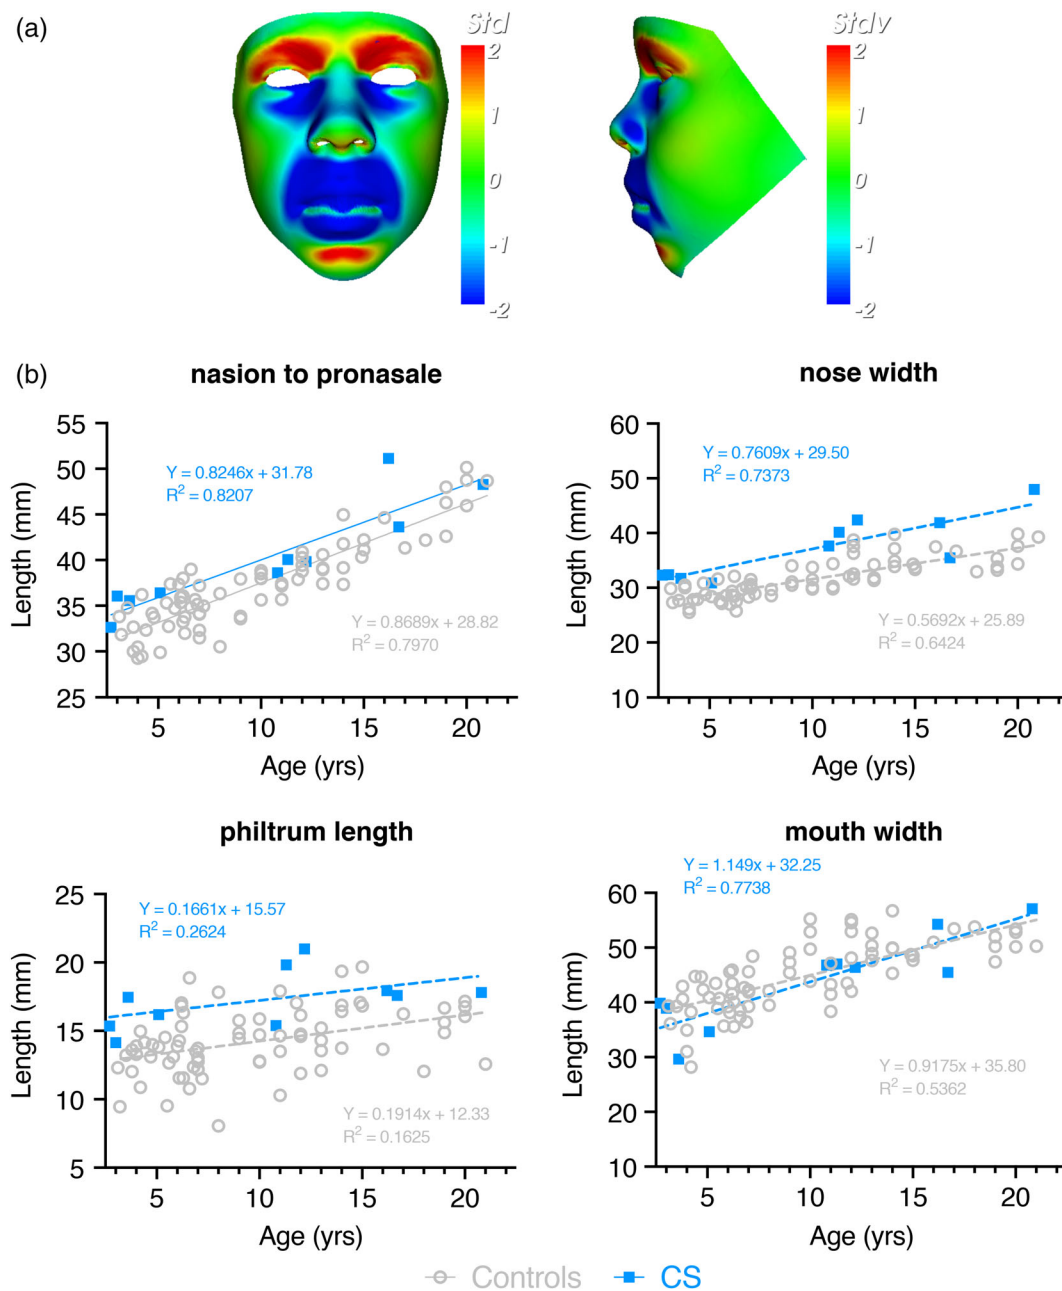 (a)
Std
2
1
0
-1
-2
Stdv
2
1
0
-1
-2
(b)
nasion to pronasale
55
50
45
40
35
30
25
Length (mm)
Y = 0.8246x + 31.78
R² = 0.8207
Y = 0.8689x + 28.82
R² = 0.7970
5 10 15 20
Age (yrs)
nose width
60
50
40
30
20
10
Length (mm)
Y = 0.7609x + 29.50
R² = 0.7373
Y = 0.5692x + 25.89
R² = 0.6424
5 10 15 20
Age (yrs)
philtrum length
25
20
15
10
5
Length (mm)
Y = 0.1661x + 15.57
R² = 0.2624
Y = 0.1914x + 12.33
R² = 0.1625
5 10 15 20
Age (yrs)
mouth width
Y = 1.149x + 32.25
R² = 0.7738
60
50
40
30
20
10
Length (mm)
Y = 0.9175x + 35.80
R² = 0.5362
5 10 15 20
Age (yrs)
Controls CS